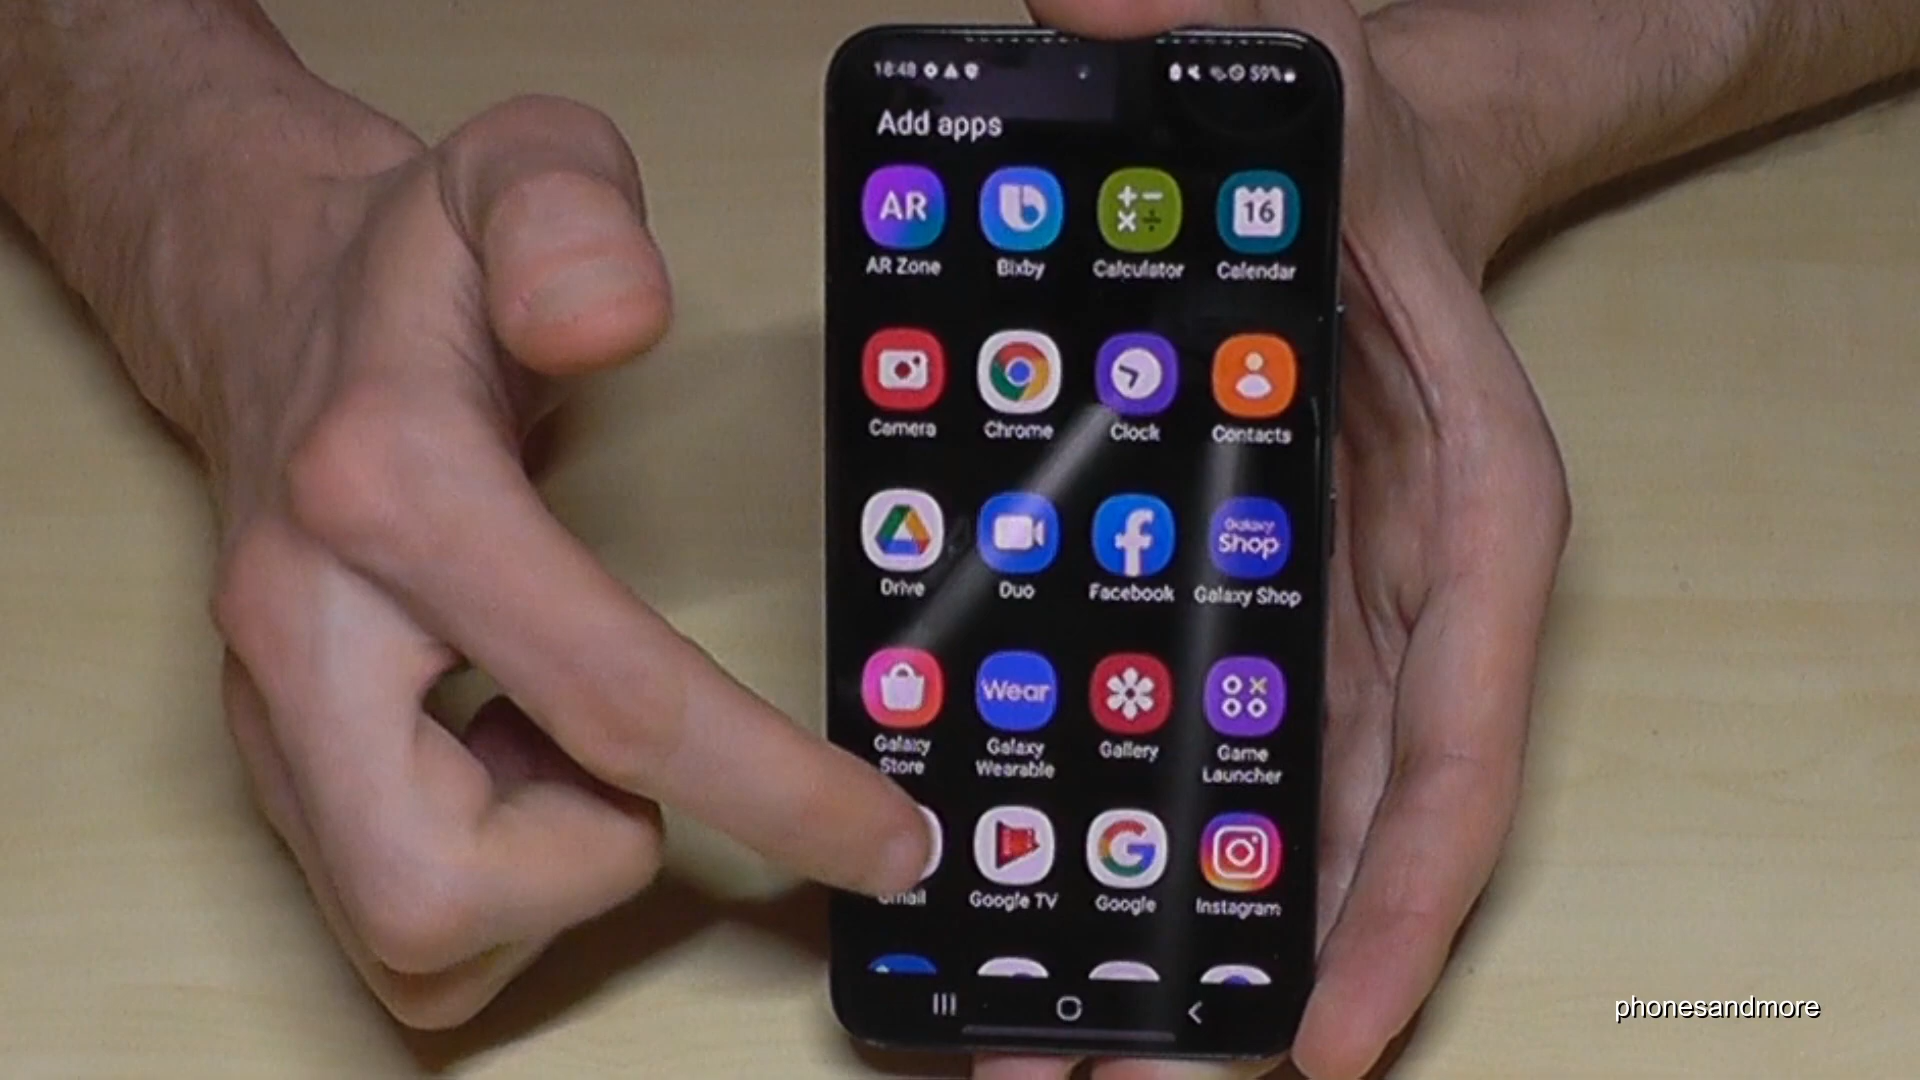 18:48 59%
Add apps
AR
16
AR Zone Bixby Calculator Calendar
Camera Chrome Clock Contacts
Galaxy
Shop
Drive Duo Facebook Galaxy Shop
Wear
Galaxy
Store
Galaxy
Wearable
Gallery
Game
Launcher
Gmail Google TV Google Instagram
phonesandmore